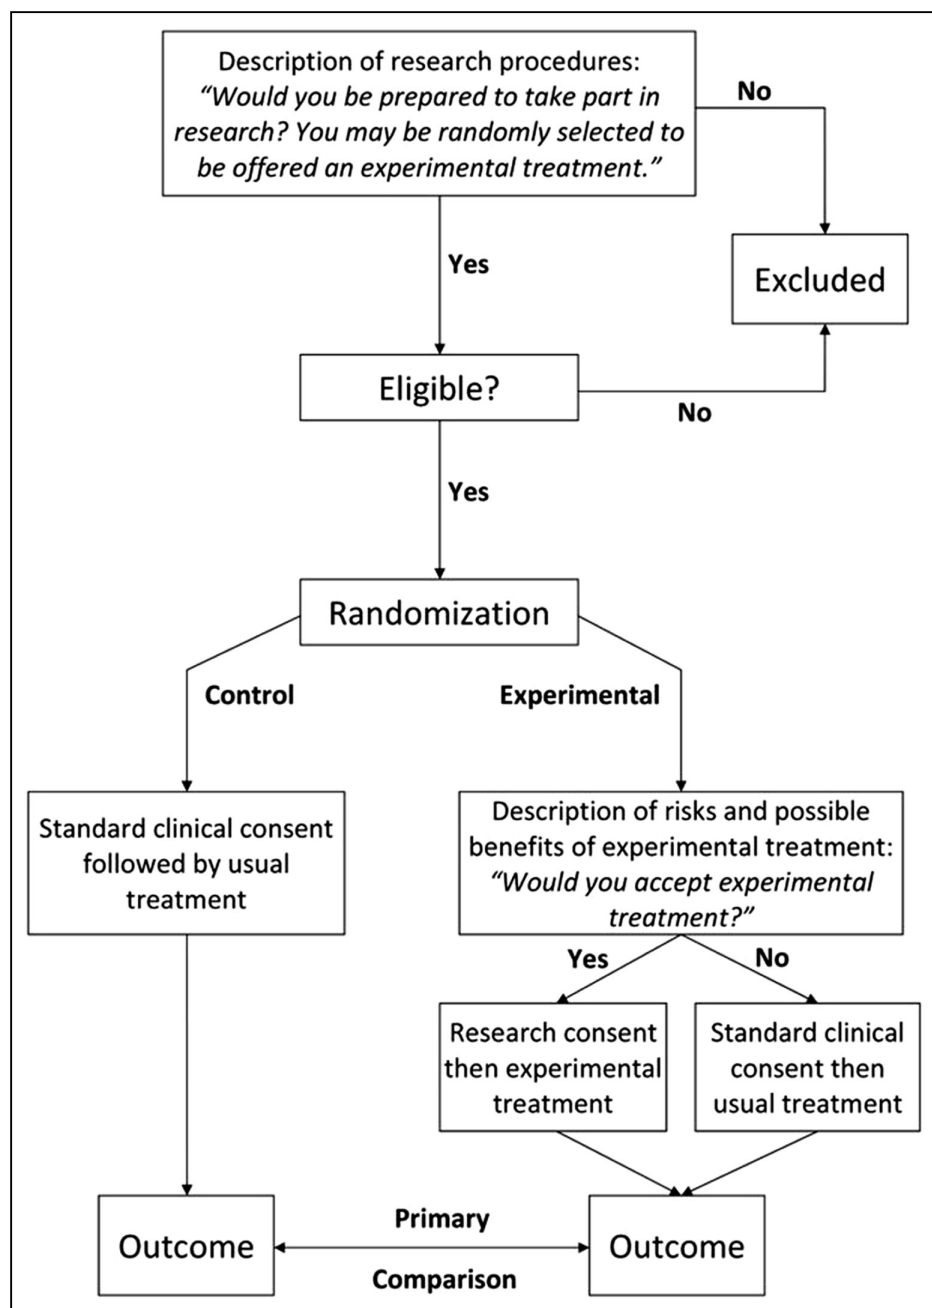 Description of research procedures:
“Would you be prepared to take part in
research? You may be randomly selected to
be offered an experimental treatment.”
No
Yes
Excluded
Eligible?
No
Yes
Randomization
Control
Experimental
Standard clinical consent
followed by usual
treatment
Description of risks and possible
benefits of experimental treatment:
“Would you accept experimental
treatment?”
Yes
No
Research consent
then experimental
treatment
Standard clinical
consent then
usual treatment
Outcome
Primary
Comparison
Outcome